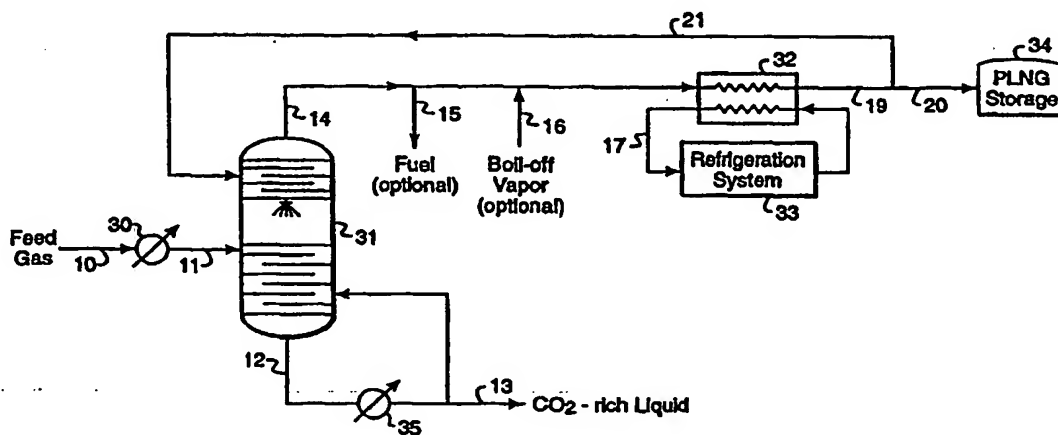 21
34
PLNG
Storage
32
19
20
14
15
16
17
Fuel
(optional)
Boil-off
Vapor
(optional)
Refrigeration
System
33
30
31
Feed
Gas
10
11
12
13
CO2 - rich Liquid
35